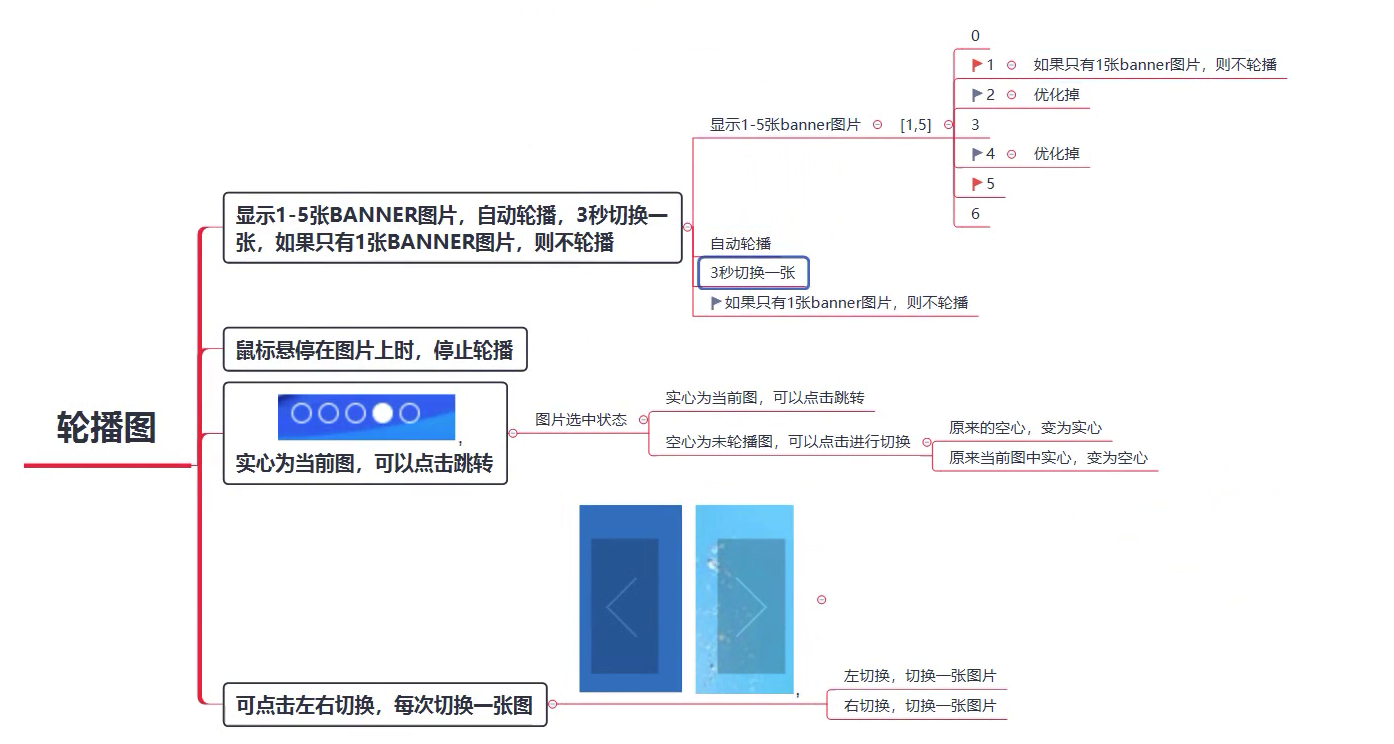 轮播图
显示1-5张BANNER图片，自动轮播，3秒切换一
张，如果只有1张BANNER图片，则不轮播
显示1-5张banner图片
[1,5]
0
1
如果只有1张banner图片，则不轮播
2
优化掉
3
4
优化掉
5
6
自动轮播
3秒切换一张
如果只有1张banner图片，则不轮播
鼠标悬停在图片上时，停止轮播
，
实心为当前图，可以点击跳转
图片选中状态
实心为当前图，可以点击跳转
空心为未轮播图，可以点击进行切换
原来的空心，变为实心
原来当前图中实心，变为空心
可点击左右切换，每次切换一张图
，
左切换，切换一张图片
右切换，切换一张图片